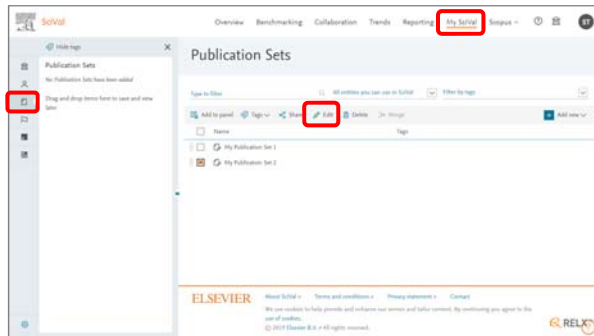 SciVal
Overview Benchmarking Collaboration Trends Reporting My SciVal Scopus ST
Hide tags X
Publication Sets
No Publication Sets have been added
Drag and drop items here to save and view
later
Publication Sets
Type to filter All entities you can use in SciVal Filter by tags
Add to panel Tags Share Edit Delete Merge + Add new
Name Tags
My Publication Set 1
My Publication Set 2
ELSEVIER
About SciVal Terms and conditions Privacy statement Contact
We use cookies to help provide and enhance our service and tailor content. By continuing you agree to the
use of cookies.
© 2019 Elsevier B.V. All rights reserved.
RELX